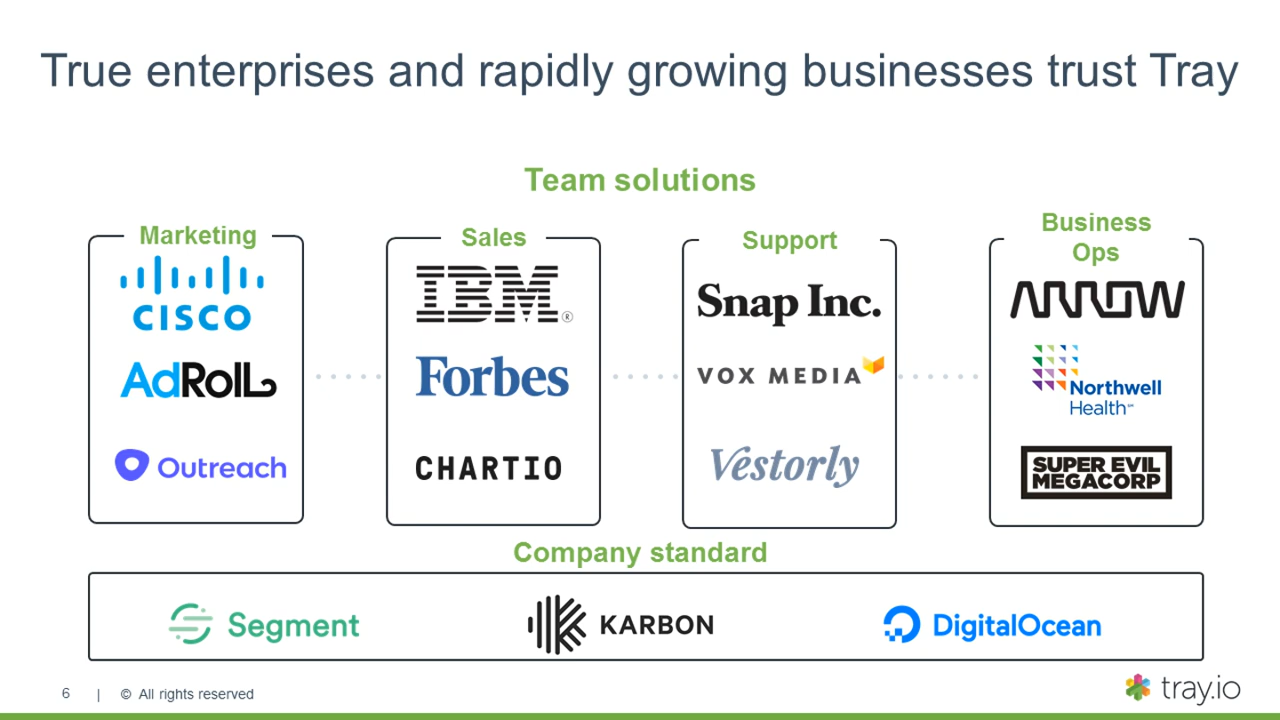 True enterprises and rapidly growing businesses trust Tray
Team solutions
Marketing
CISCO
AdRoll
Outreach
Sales
IBM®
Forbes
CHARTIO
Support
Snap Inc.
VOX MEDIA
Vestorly
Business
Ops
ARROW
Northwell
Health℠
SUPER EVIL
MEGACORP
Company standard
Segment
KARBON
DigitalOcean
6 | © All rights reserved
tray.io